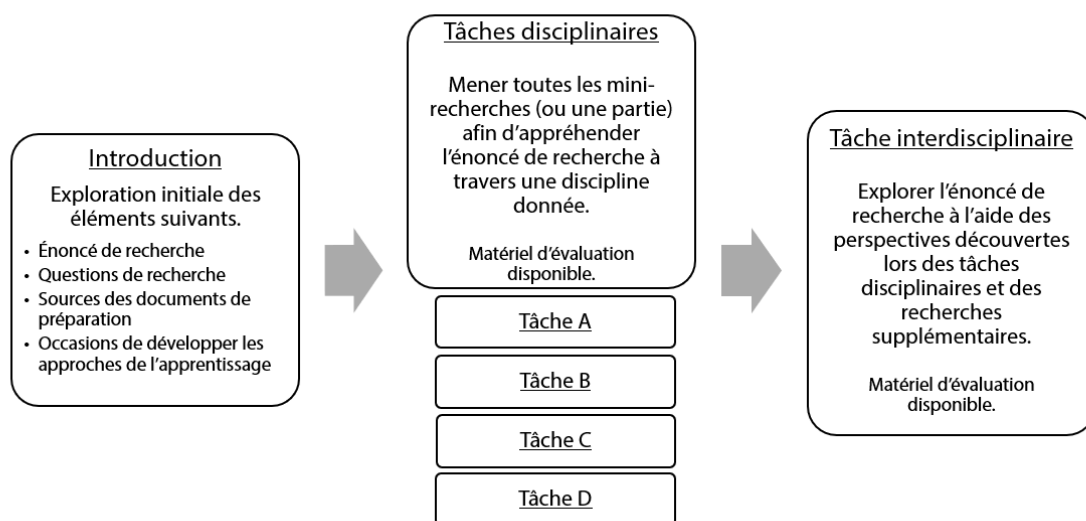 Introduction
Exploration initiale des
éléments suivants.
• Énoncé de recherche
• Questions de recherche
• Sources des documents de
préparation
• Occasions de développer les
approches de l'apprentissage
Tâches disciplinaires
Mener toutes les mini-
recherches (ou une partie)
afin d'appréhender
l'énoncé de recherche à
travers une discipline
donnée.
Matériel d'évaluation
disponible.
Tâche A
Tâche B
Tâche C
Tâche D
Tâche interdisciplinaire
Explorer l'énoncé de
recherche à l'aide des
perspectives découvertes
lors des tâches
disciplinaires et des
recherches
supplémentaires.
Matériel d'évaluation
disponible.